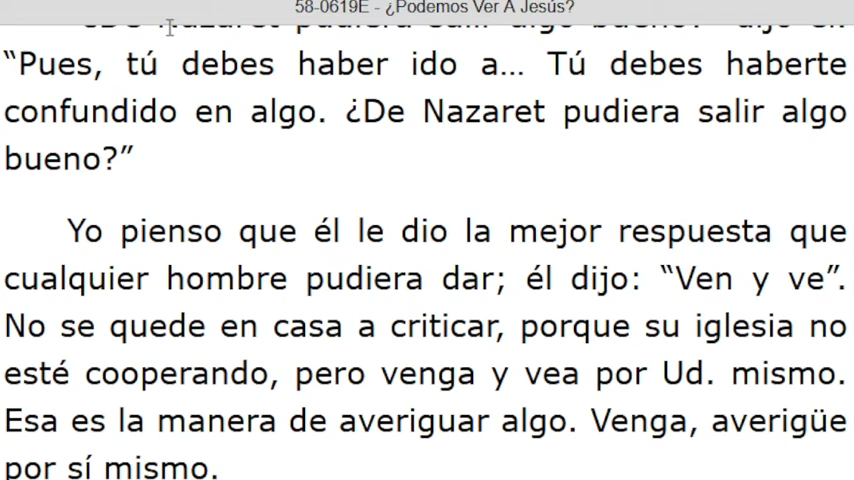 58-0619E - ¿Podemos Ver A Jesús?
“Pues, tú debes haber ido a... Tú debes haberte
confundido en algo. ¿De Nazaret pudiera salir algo
bueno?”
Yo pienso que él le dio la mejor respuesta que
cualquier hombre pudiera dar; él dijo: “Ven y ve”.
No se quede en casa a criticar, porque su iglesia no
esté cooperando, pero venga y vea por Ud. mismo.
Esa es la manera de averiguar algo. Venga, averigüe
por sí mismo.